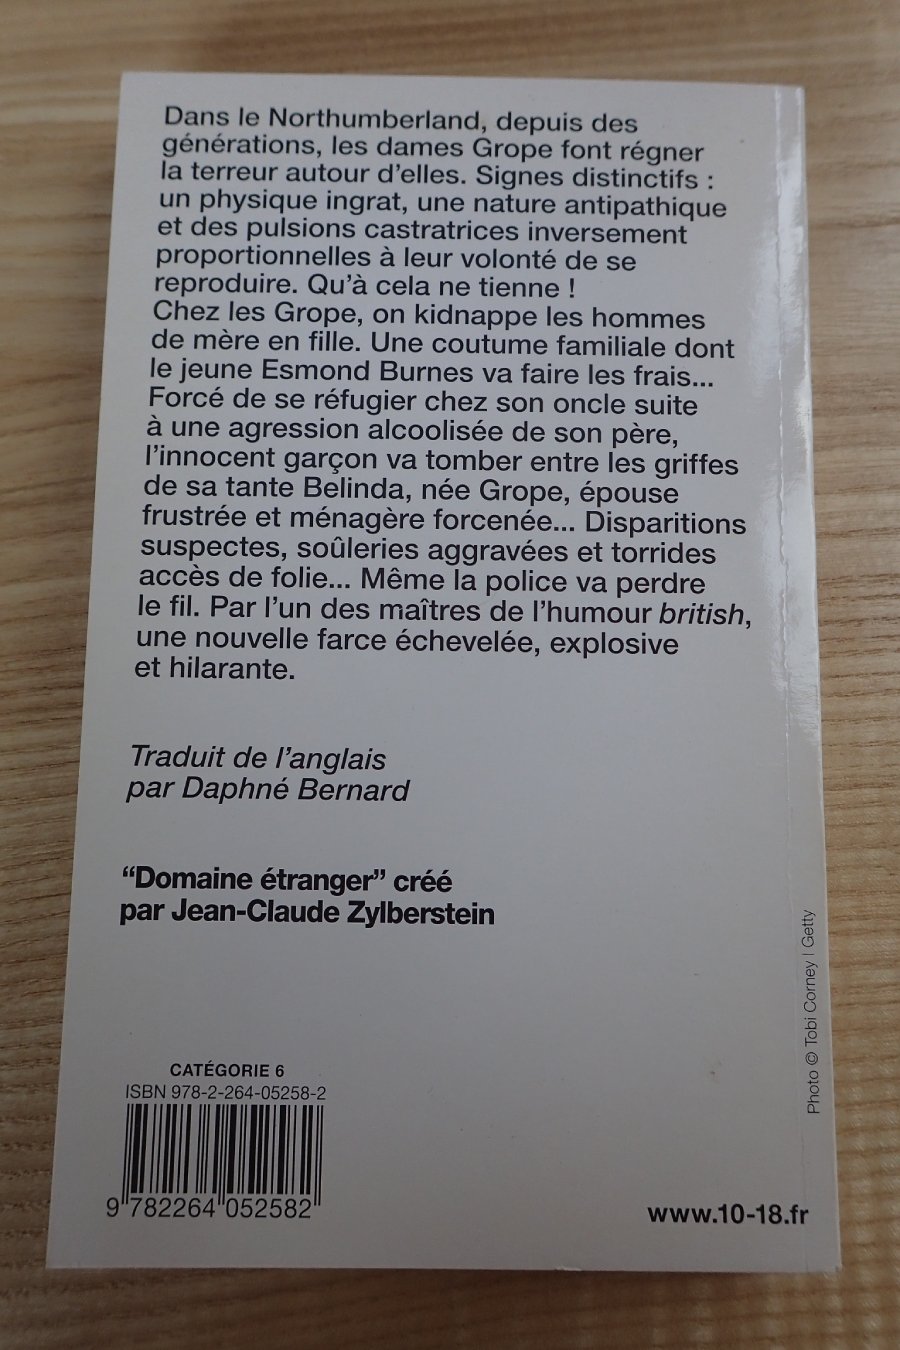 Dans le Northumberland, depuis des
générations, les dames Grope font régner
la terreur autour d'elles. Signes distinctifs :
un physique ingrat, une nature antipathique
et des pulsions castratrices inversement
proportionnelles à leur volonté de se
reproduire. Qu'à cela ne tienne !
Chez les Grope, on kidnappe les hommes
de mère en fille. Une coutume familiale dont
le jeune Esmond Burnes va faire les frais...
Forcé de se réfugier chez son oncle suite
à une agression alcoolisée de son père,
l'innocent garçon va tomber entre les griffes
de sa tante Belinda, née Grope, épouse
frustrée et ménagère forcenée... Disparitions
suspectes, soûleries aggravées et torrides
accès de folie... Même la police va perdre
le fil. Par l'un des maîtres de l'humour british,
une nouvelle farce échevelée, explosive
et hilarante.
Traduit de l'anglais
par Daphné Bernard
“Domaine étranger” créé
par Jean-Claude Zylberstein
Photo © Tobi Corney | Getty
CATÉGORIE 6
ISBN 978-2-264-05258-2
9 782264 052582
www.10-18.fr